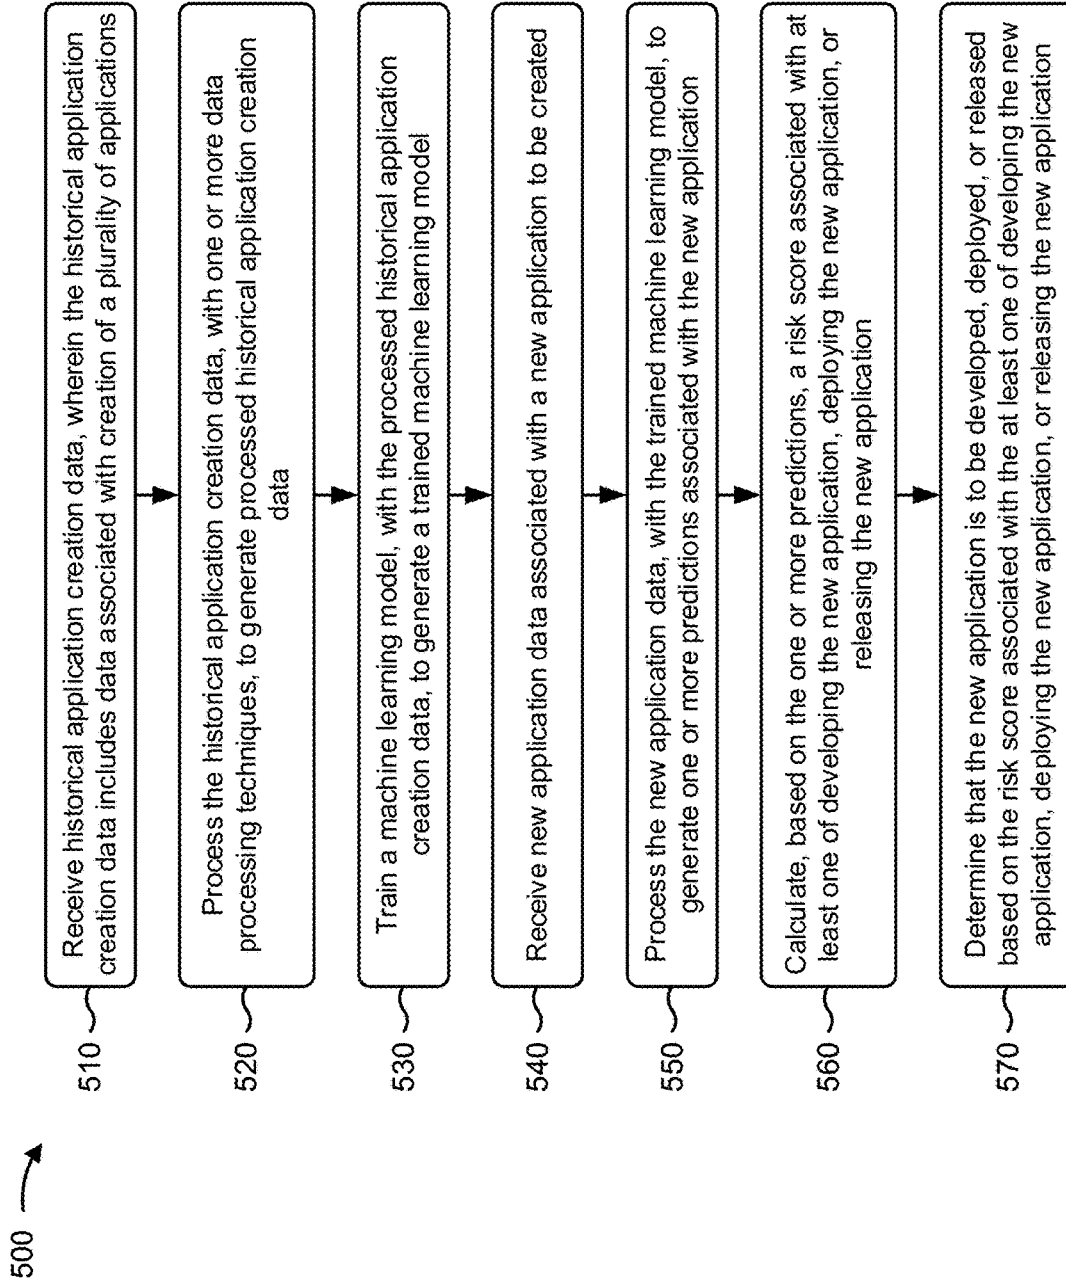 500
510
Receive historical application creation data, wherein the historical application
creation data includes data associated with creation of a plurality of applications
520
Process the historical application creation data, with one or more data
processing techniques, to generate processed historical application creation
data
530
Train a machine learning model, with the processed historical application
creation data, to generate a trained machine learning model
540
Receive new application data associated with a new application to be created
550
Process the new application data, with the trained machine learning model, to
generate one or more predictions associated with the new application
560
Calculate, based on the one or more predictions, a risk score associated with at
least one of developing the new application, deploying the new application, or
releasing the new application
570
Determine that the new application is to be developed, deployed, or released
based on the risk score associated with the at least one of developing the new
application, deploying the new application, or releasing the new application